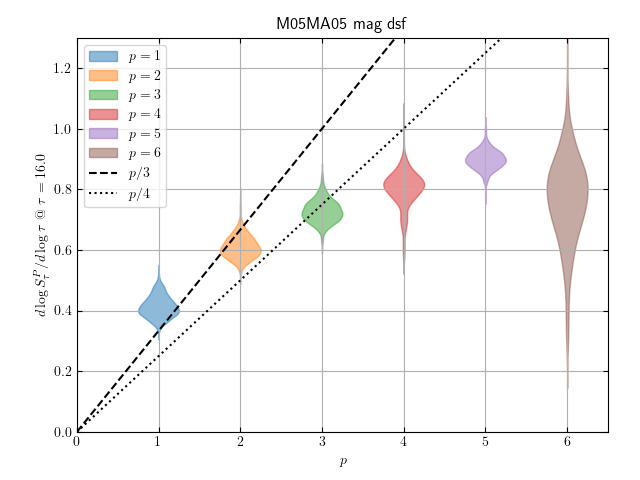 M05MA05 mag dsf
p = 1
p = 2
p = 3
p = 4
p = 5
p = 6
p/3
p/4
d log S_τ^P / d log τ @ τ = 16.0
1.2
1.0
0.8
0.6
0.4
0.2
0.0
0 1 2 3 4 5 6
p